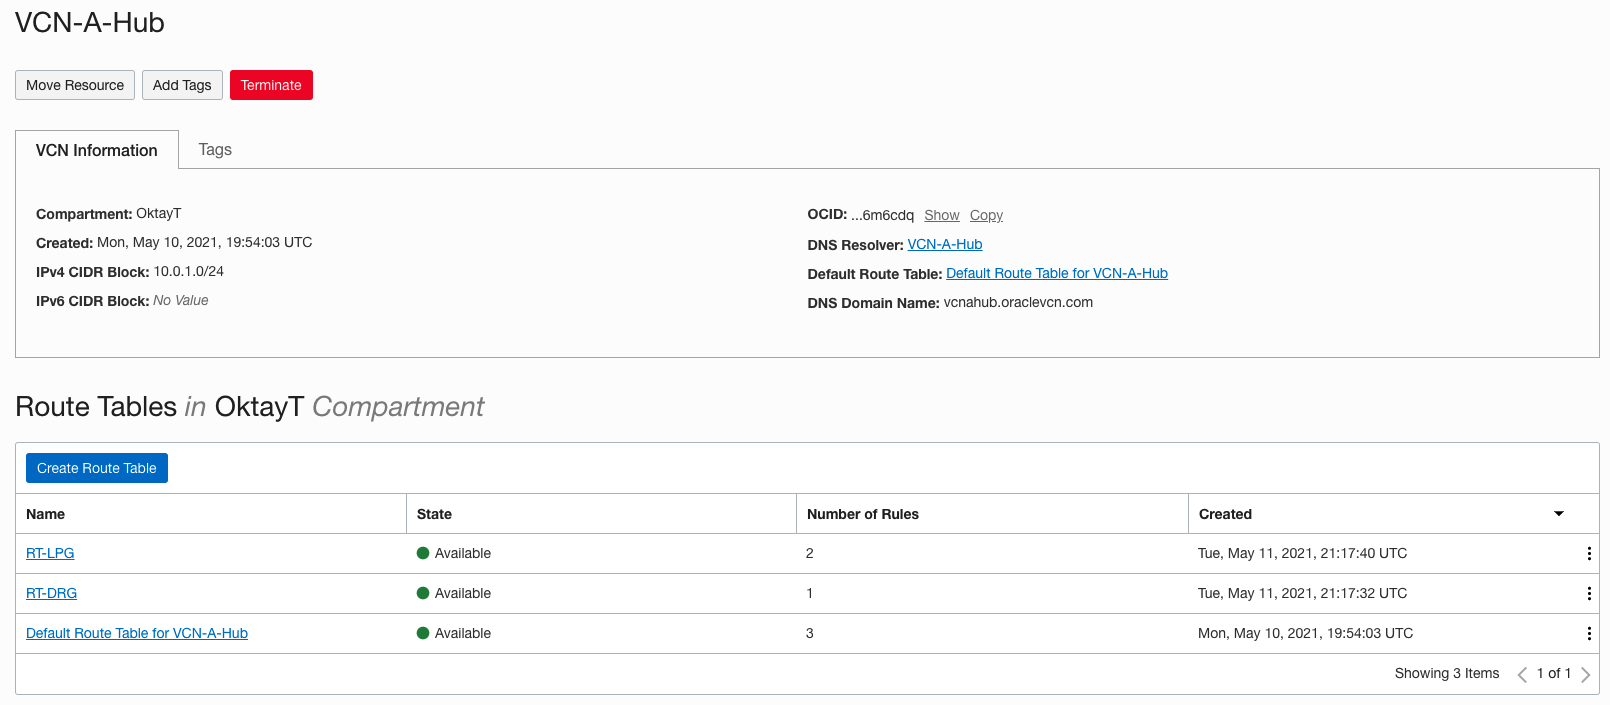 VCN-A-Hub
Move Resource Add Tags Terminate
VCN Information Tags
Compartment: OktayT
Created: Mon, May 10, 2021, 19:54:03 UTC
IPv4 CIDR Block: 10.0.1.0/24
IPv6 CIDR Block: No Value
OCID: ...6m6cdq Show Copy
DNS Resolver: VCN-A-Hub
Default Route Table: Default Route Table for VCN-A-Hub
DNS Domain Name: vcnahub.oraclevcn.com
Route Tables in OktayT Compartment
Create Route Table
Name State Number of Rules Created
RT-LPG Available 2 Tue, May 11, 2021, 21:17:40 UTC
RT-DRG Available 1 Tue, May 11, 2021, 21:17:32 UTC
Default Route Table for VCN-A-Hub Available 3 Mon, May 10, 2021, 19:54:03 UTC
Showing 3 Items 1 of 1